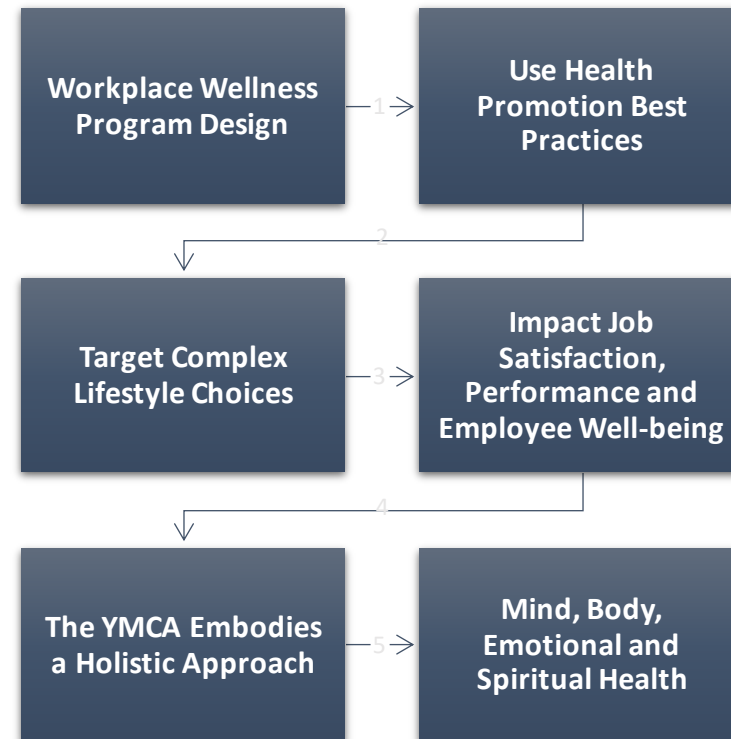 Workplace Wellness
Program Design
1
Use Health
Promotion Best
Practices
2
Target Complex
Lifestyle Choices
3
Impact Job
Satisfaction,
Performance and
Employee Well-being
4
The YMCA Embodies
a Holistic Approach
5
Mind, Body,
Emotional and
Spiritual Health